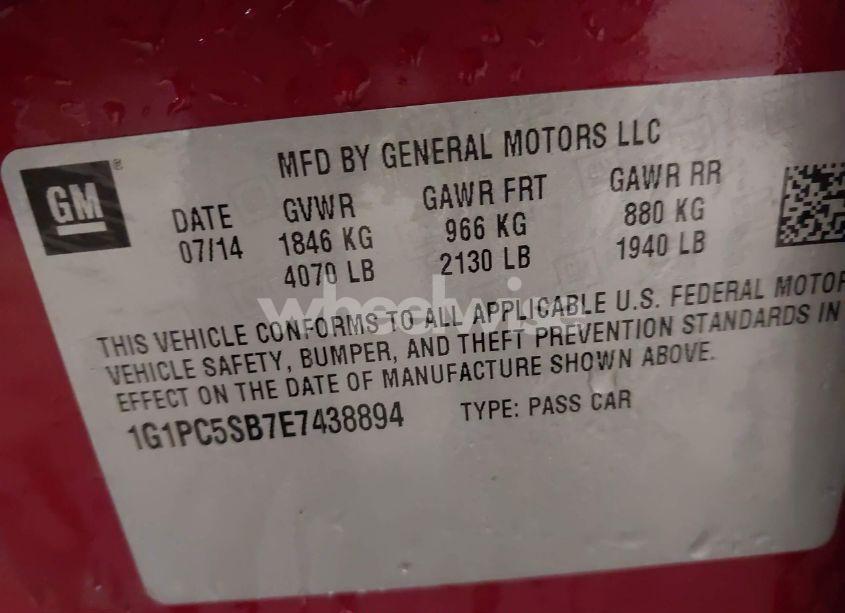 MFD BY GENERAL MOTORS LLC
GM®
DATE GVWR GAWR FRT GAWR RR
07/14 1846 KG 966 KG 880 KG
4070 LB 2130 LB 1940 LB
wheelwise
THIS VEHICLE CONFORMS TO ALL APPLICABLE U.S. FEDERAL MOTOR
VEHICLE SAFETY, BUMPER, AND THEFT PREVENTION STANDARDS IN
EFFECT ON THE DATE OF MANUFACTURE SHOWN ABOVE.
1G1PC5SB7E7438894 TYPE: PASS CAR